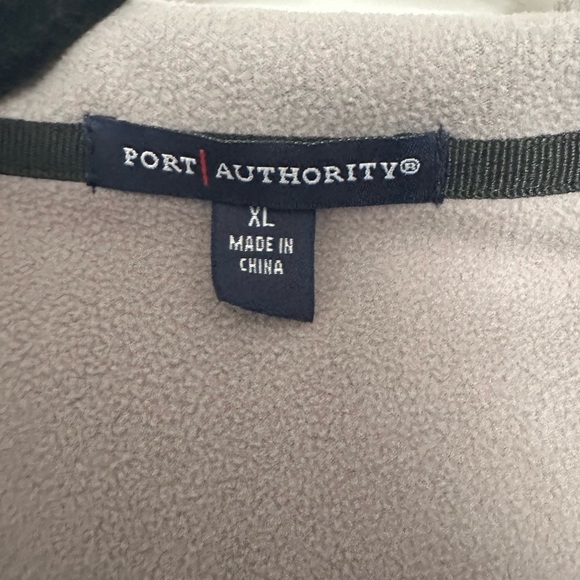 PORT | AUTHORITY®
XL
MADE IN
CHINA